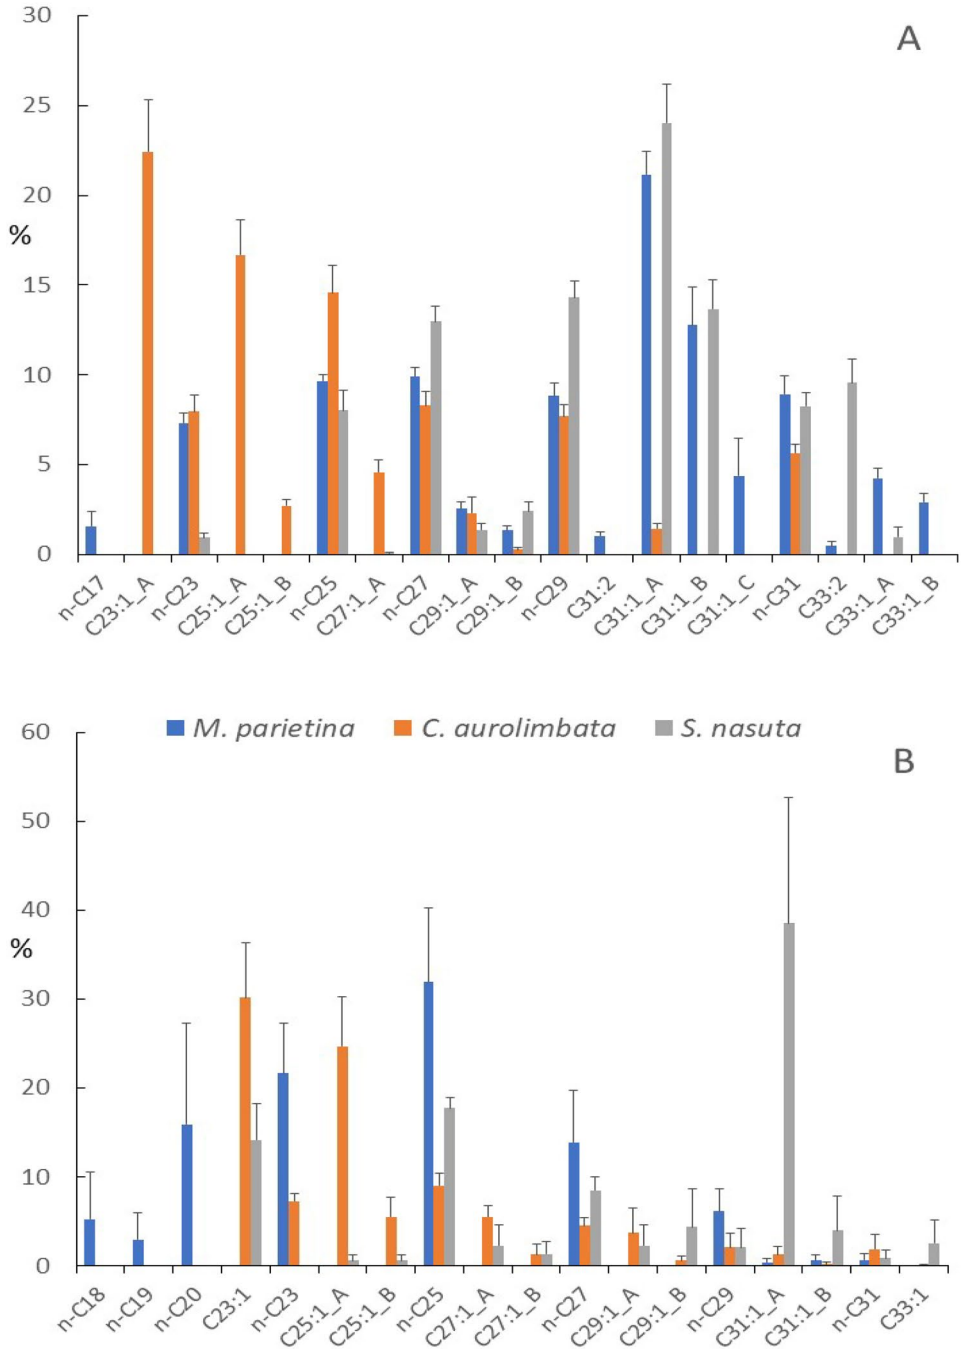 30
A
25
20
%
15
10
5
0
n-C17
C23:1_A
n-C23
C25:1_A
C25:1_B
n-C25
C27:1_A
n-C27
C29:1_A
C29:1_B
n-C29
C31:2
C31:1_A
C31:1_B
C31:1_C
n-C31
C33:2
C33:1_A
C33:1_B
60
M. parietina C. aurolimbata S. nasuta
B
50
40
%
30
20
10
0
n-C18
n-C19
n-C20
C23:1
n-C23
C25:1_A
C25:1_B
n-C25
C27:1_A
C27:1_B
n-C27
C29:1_A
C29:1_B
n-C29
C31:1_A
C31:1_B
n-C31
C33:1